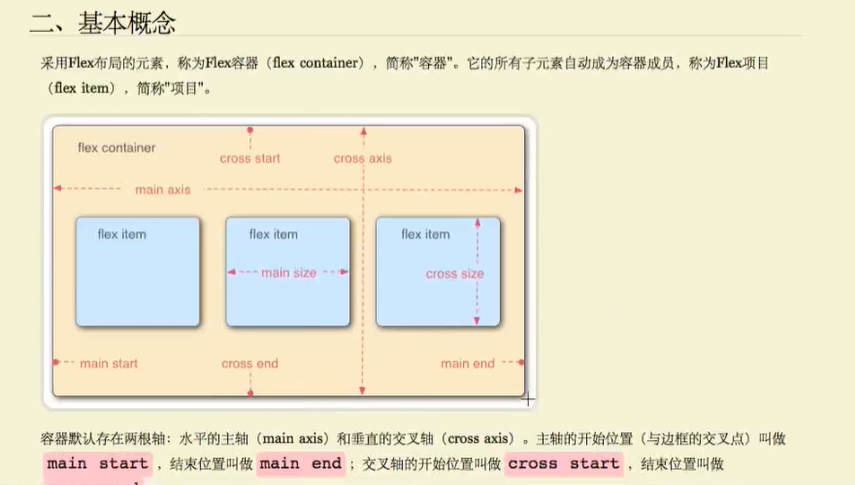 二、基本概念
采用Flex布局的元素，称为Flex容器（flex container），简称"容器"。它的所有子元素自动成为容器成员，称为Flex项目
（flex item），简称"项目"。
flex container
cross start
cross axis
main axis
flex item
flex item
flex item
main size
cross size
main start
cross end
main end
容器默认存在两根轴：水平的主轴（main axis）和垂直的交叉轴（cross axis）。主轴的开始位置（与边框的交叉点）叫做
main start，结束位置叫做 main end；交叉轴的开始位置叫做 cross start，结束位置叫做